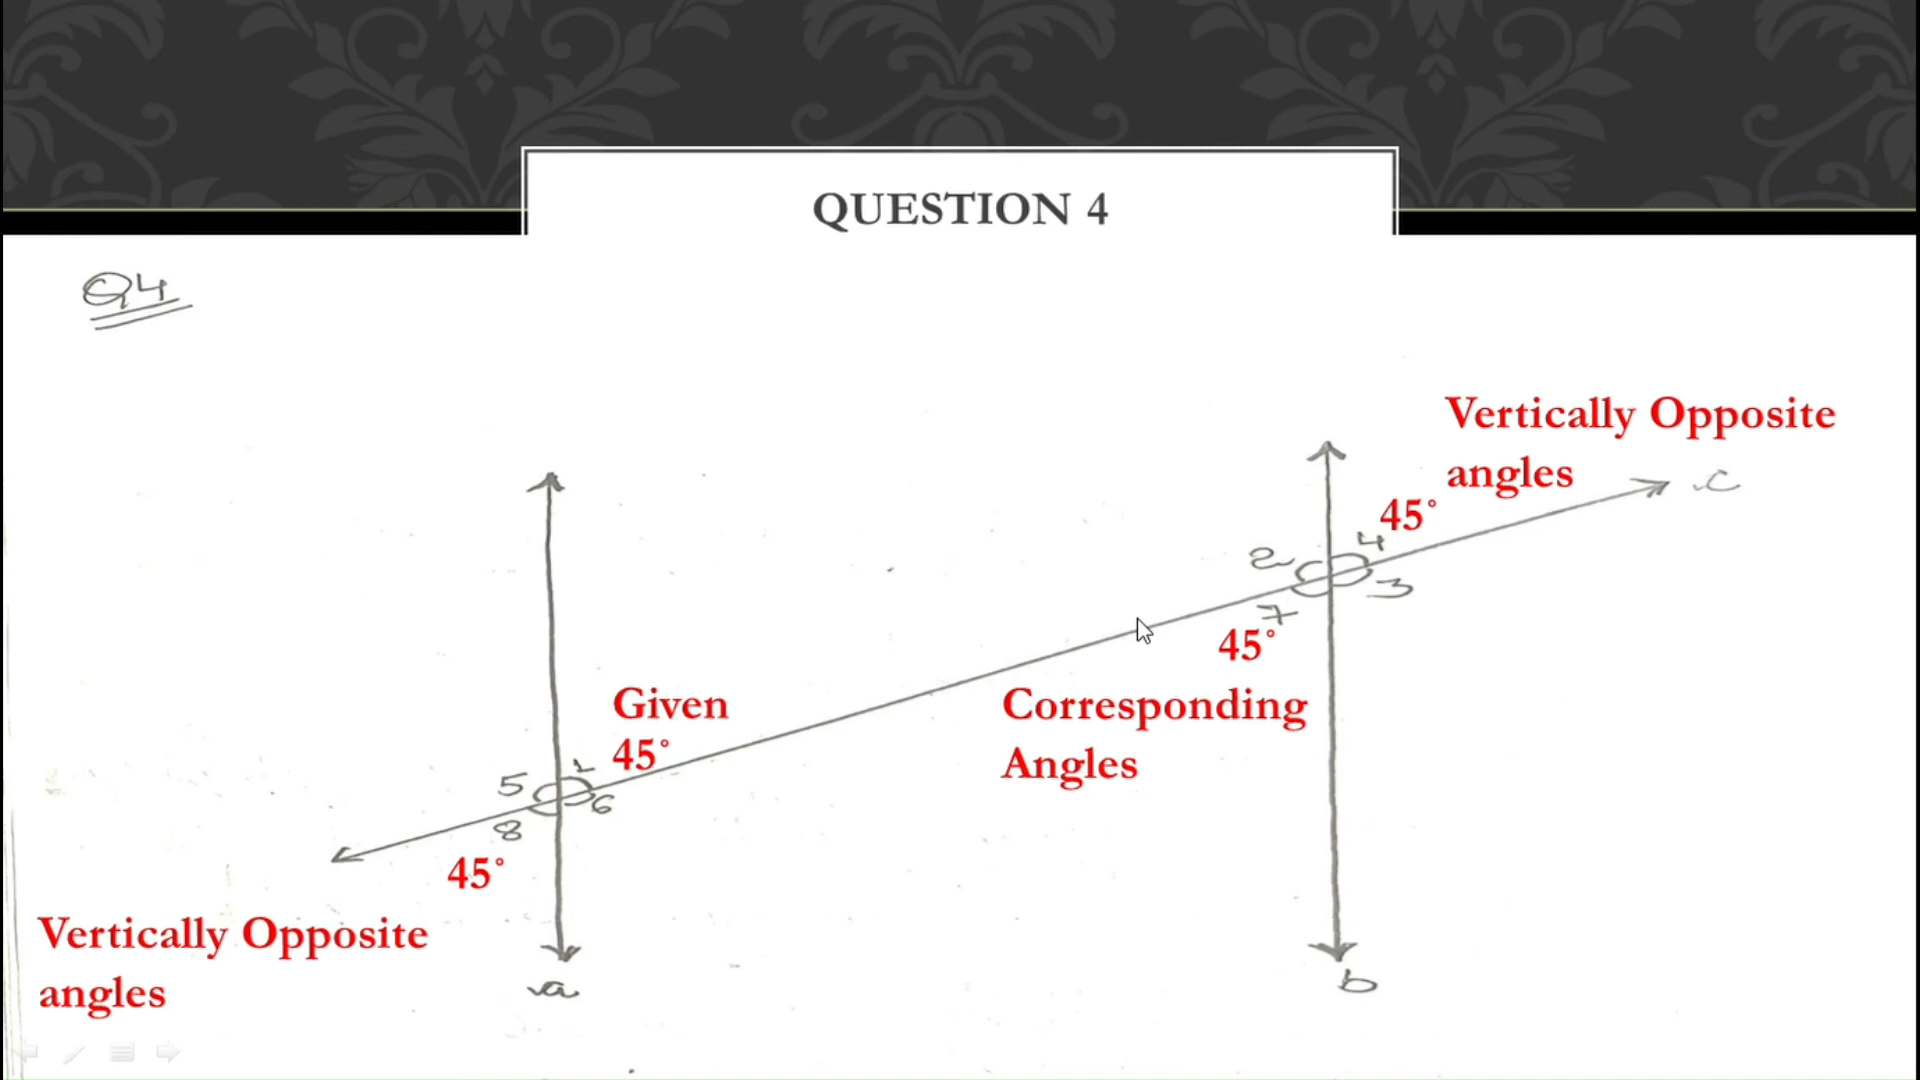 QUESTION 4
Q4
Vertically Opposite
angles
c
45°
4
2
3
7
45°
Given
45°
Corresponding
Angles
1
5
6
8
45°
Vertically Opposite
angles
a
b